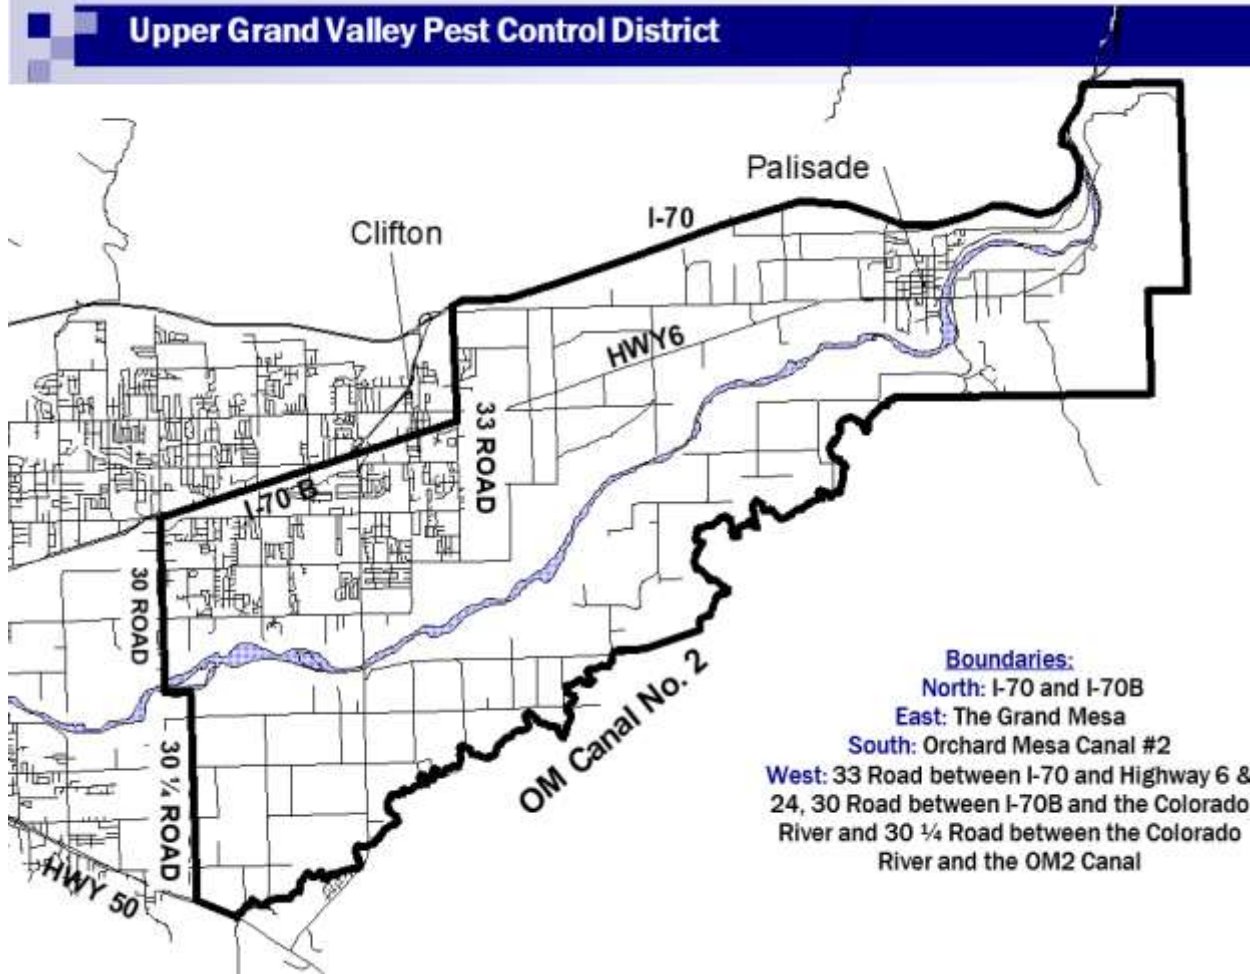 Upper Grand Valley Pest Control District
Palisade
Clifton
I-70
HWY6
33 ROAD
I-70 B
30 ROAD
OM Canal No. 2
30 ¼ ROAD
HWY 50
Boundaries:
North: I-70 and I-70B
East: The Grand Mesa
South: Orchard Mesa Canal #2
West: 33 Road between I-70 and Highway 6 &
24, 30 Road between I-70B and the Colorado
River and 30 ¼ Road between the Colorado
River and the OM2 Canal